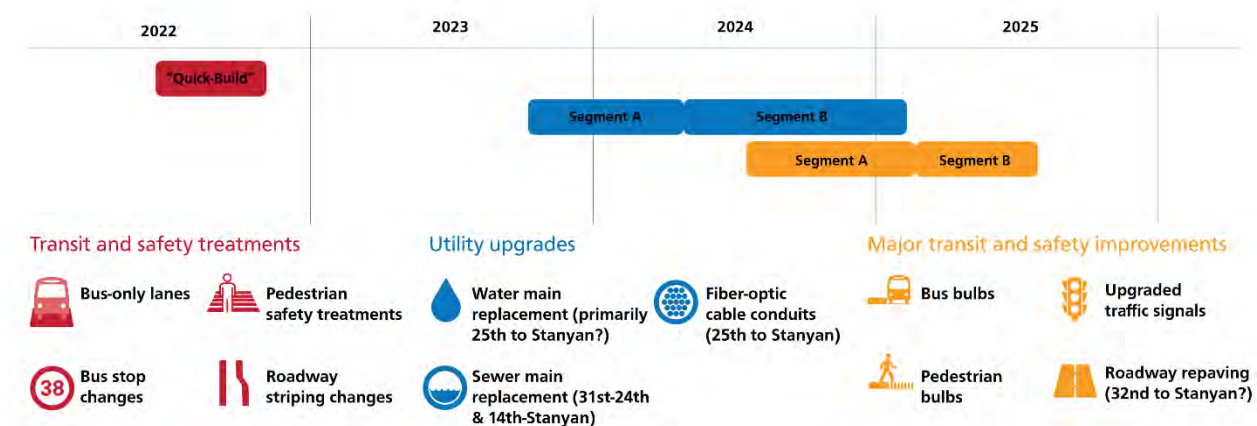 2022
2023
2024
2025
"Quick-Build"
Segment A
Segment B
Segment A
Segment B
Transit and safety treatments
Bus-only lanes
Pedestrian
safety treatments
38
Bus stop
changes
Roadway
striping changes
Utility upgrades
Water main
replacement (primarily
25th to Stanyan?)
Fiber-optic
cable conduits
(25th to Stanyan)
Sewer main
replacement (31st-24th
& 14th-Stanyan)
Major transit and safety improvements
Bus bulbs
Upgraded
traffic signals
Pedestrian
bulbs
Roadway repaving
(32nd to Stanyan?)